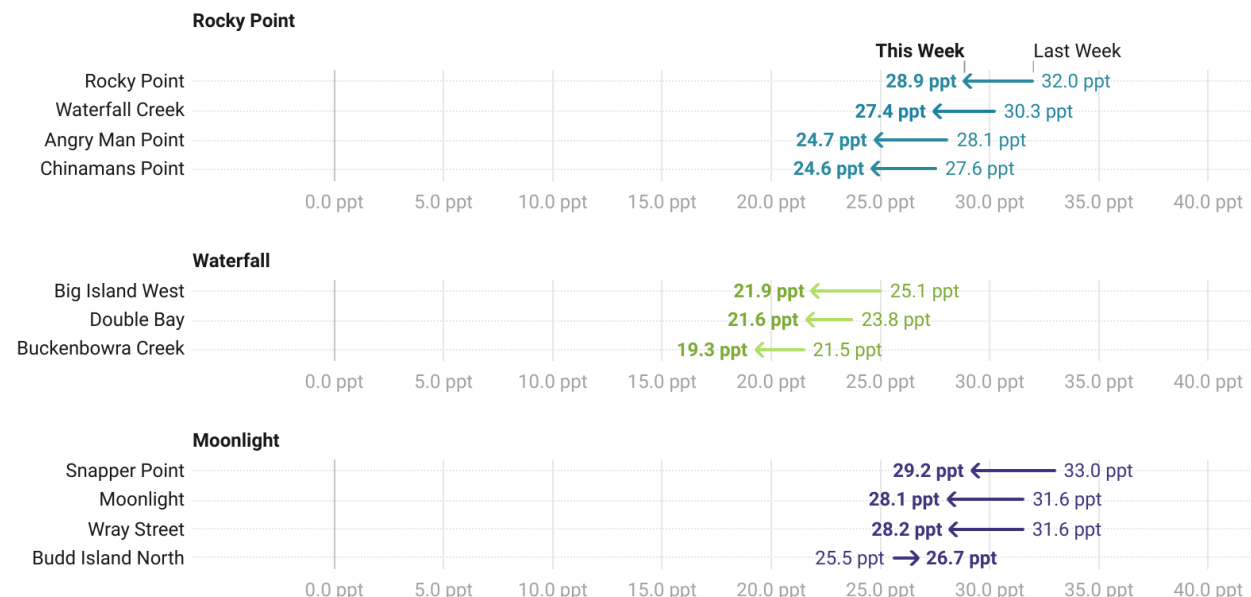 Rocky Point
This Week Last Week
Rocky Point 28.9 ppt 32.0 ppt
Waterfall Creek 27.4 ppt 30.3 ppt
Angry Man Point 24.7 ppt 28.1 ppt
Chinamans Point 24.6 ppt 27.6 ppt
0.0 ppt 5.0 ppt 10.0 ppt 15.0 ppt 20.0 ppt 25.0 ppt 30.0 ppt 35.0 ppt 40.0 ppt
Waterfall
Big Island West 21.9 ppt 25.1 ppt
Double Bay 21.6 ppt 23.8 ppt
Buckenbowra Creek 19.3 ppt 21.5 ppt
0.0 ppt 5.0 ppt 10.0 ppt 15.0 ppt 20.0 ppt 25.0 ppt 30.0 ppt 35.0 ppt 40.0 ppt
Moonlight
Snapper Point 29.2 ppt 33.0 ppt
Moonlight 28.1 ppt 31.6 ppt
Wray Street 28.2 ppt 31.6 ppt
Budd Island North 25.5 ppt 26.7 ppt
0.0 ppt 5.0 ppt 10.0 ppt 15.0 ppt 20.0 ppt 25.0 ppt 30.0 ppt 35.0 ppt 40.0 ppt